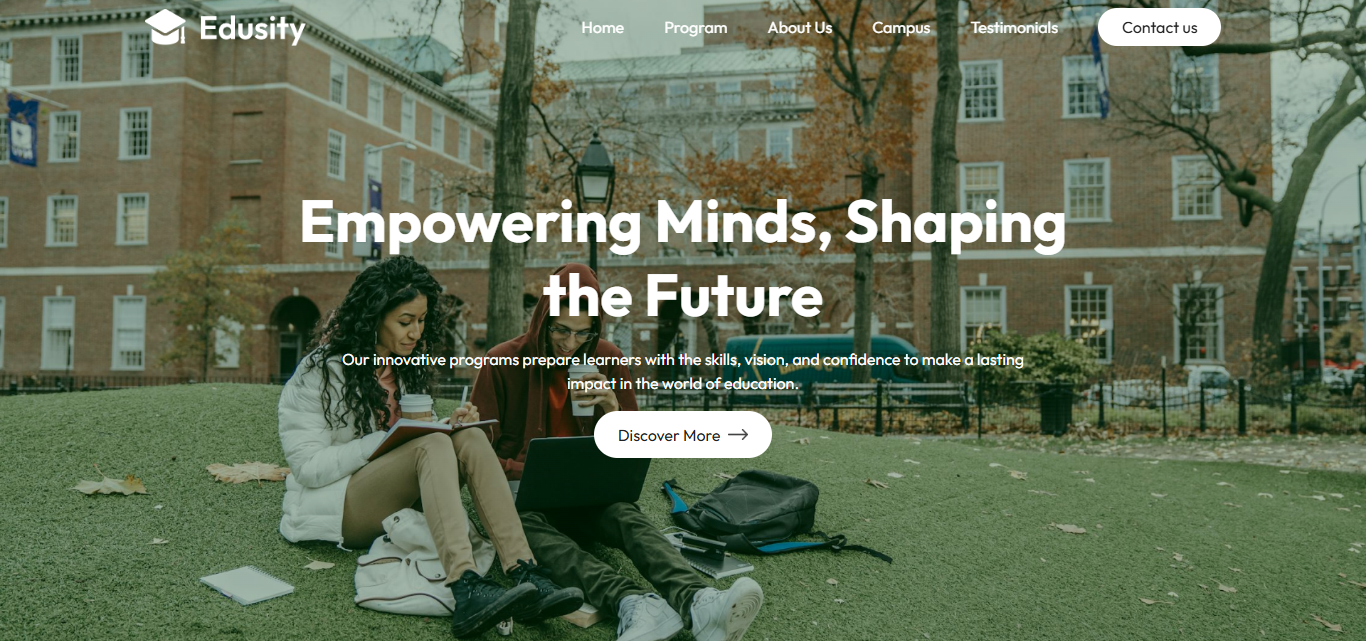 Edusity
Home
Program
About Us
Campus
Testimonials
Contact us
Empowering Minds, Shaping
the Future
Our innovative programs prepare learners with the skills, vision, and confidence to make a lasting
impact in the world of education.
Discover More